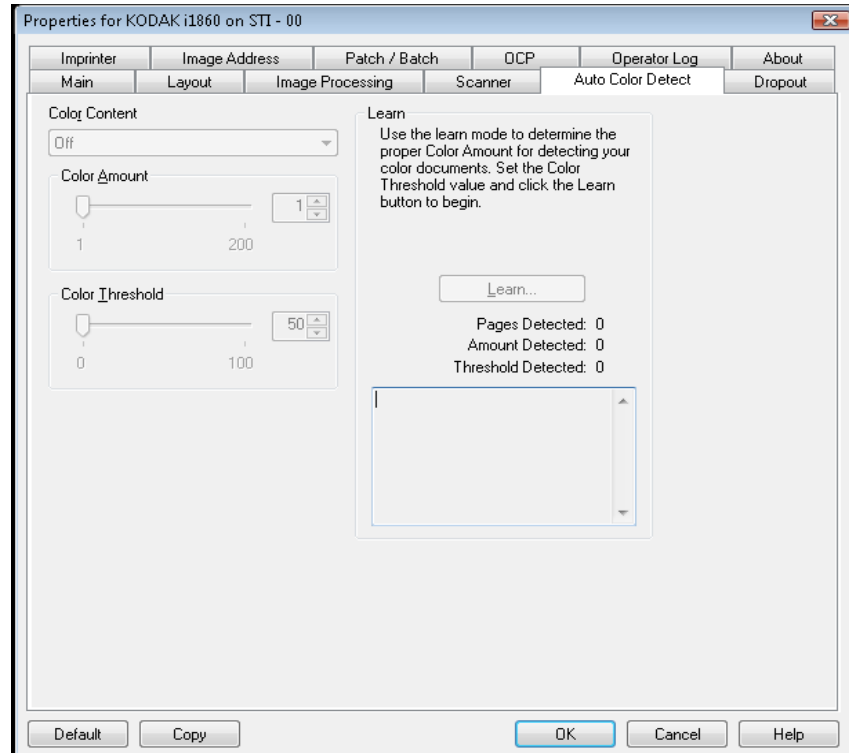 Properties for KODAK i1860 on STI - 00
Imprinter Image Address Patch / Batch OCP Operator Log About
Main Layout Image Processing Scanner Auto Color Detect Dropout
Color Content
Off
Color Amount
1
1 200
Color Threshold
50
0 100
Learn
Use the learn mode to determine the
proper Color Amount for detecting your
color documents. Set the Color
Threshold value and click the Learn
button to begin.
Learn...
Pages Detected: 0
Amount Detected: 0
Threshold Detected: 0
Default Copy OK Cancel Help